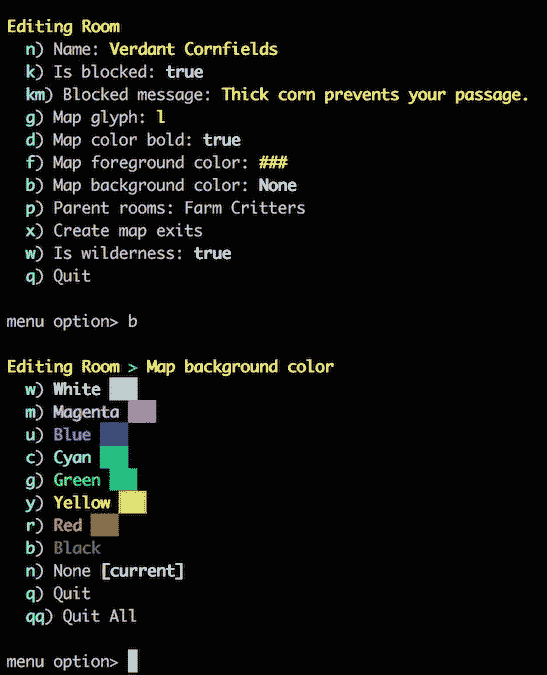 Editing Room
n) Name: Verdant Cornfields
k) Is blocked: true
km) Blocked message: Thick corn prevents your passage.
g) Map glyph: l
d) Map color bold: true
f) Map foreground color: ###
b) Map background color: None
p) Parent rooms: Farm Critters
x) Create map exits
w) Is wilderness: true
q) Quit
menu option> b
Editing Room > Map background color
w) White
m) Magenta
u) Blue
c) Cyan
g) Green
y) Yellow
r) Red
b) Black
n) None [current]
q) Quit
qq) Quit All
menu option>